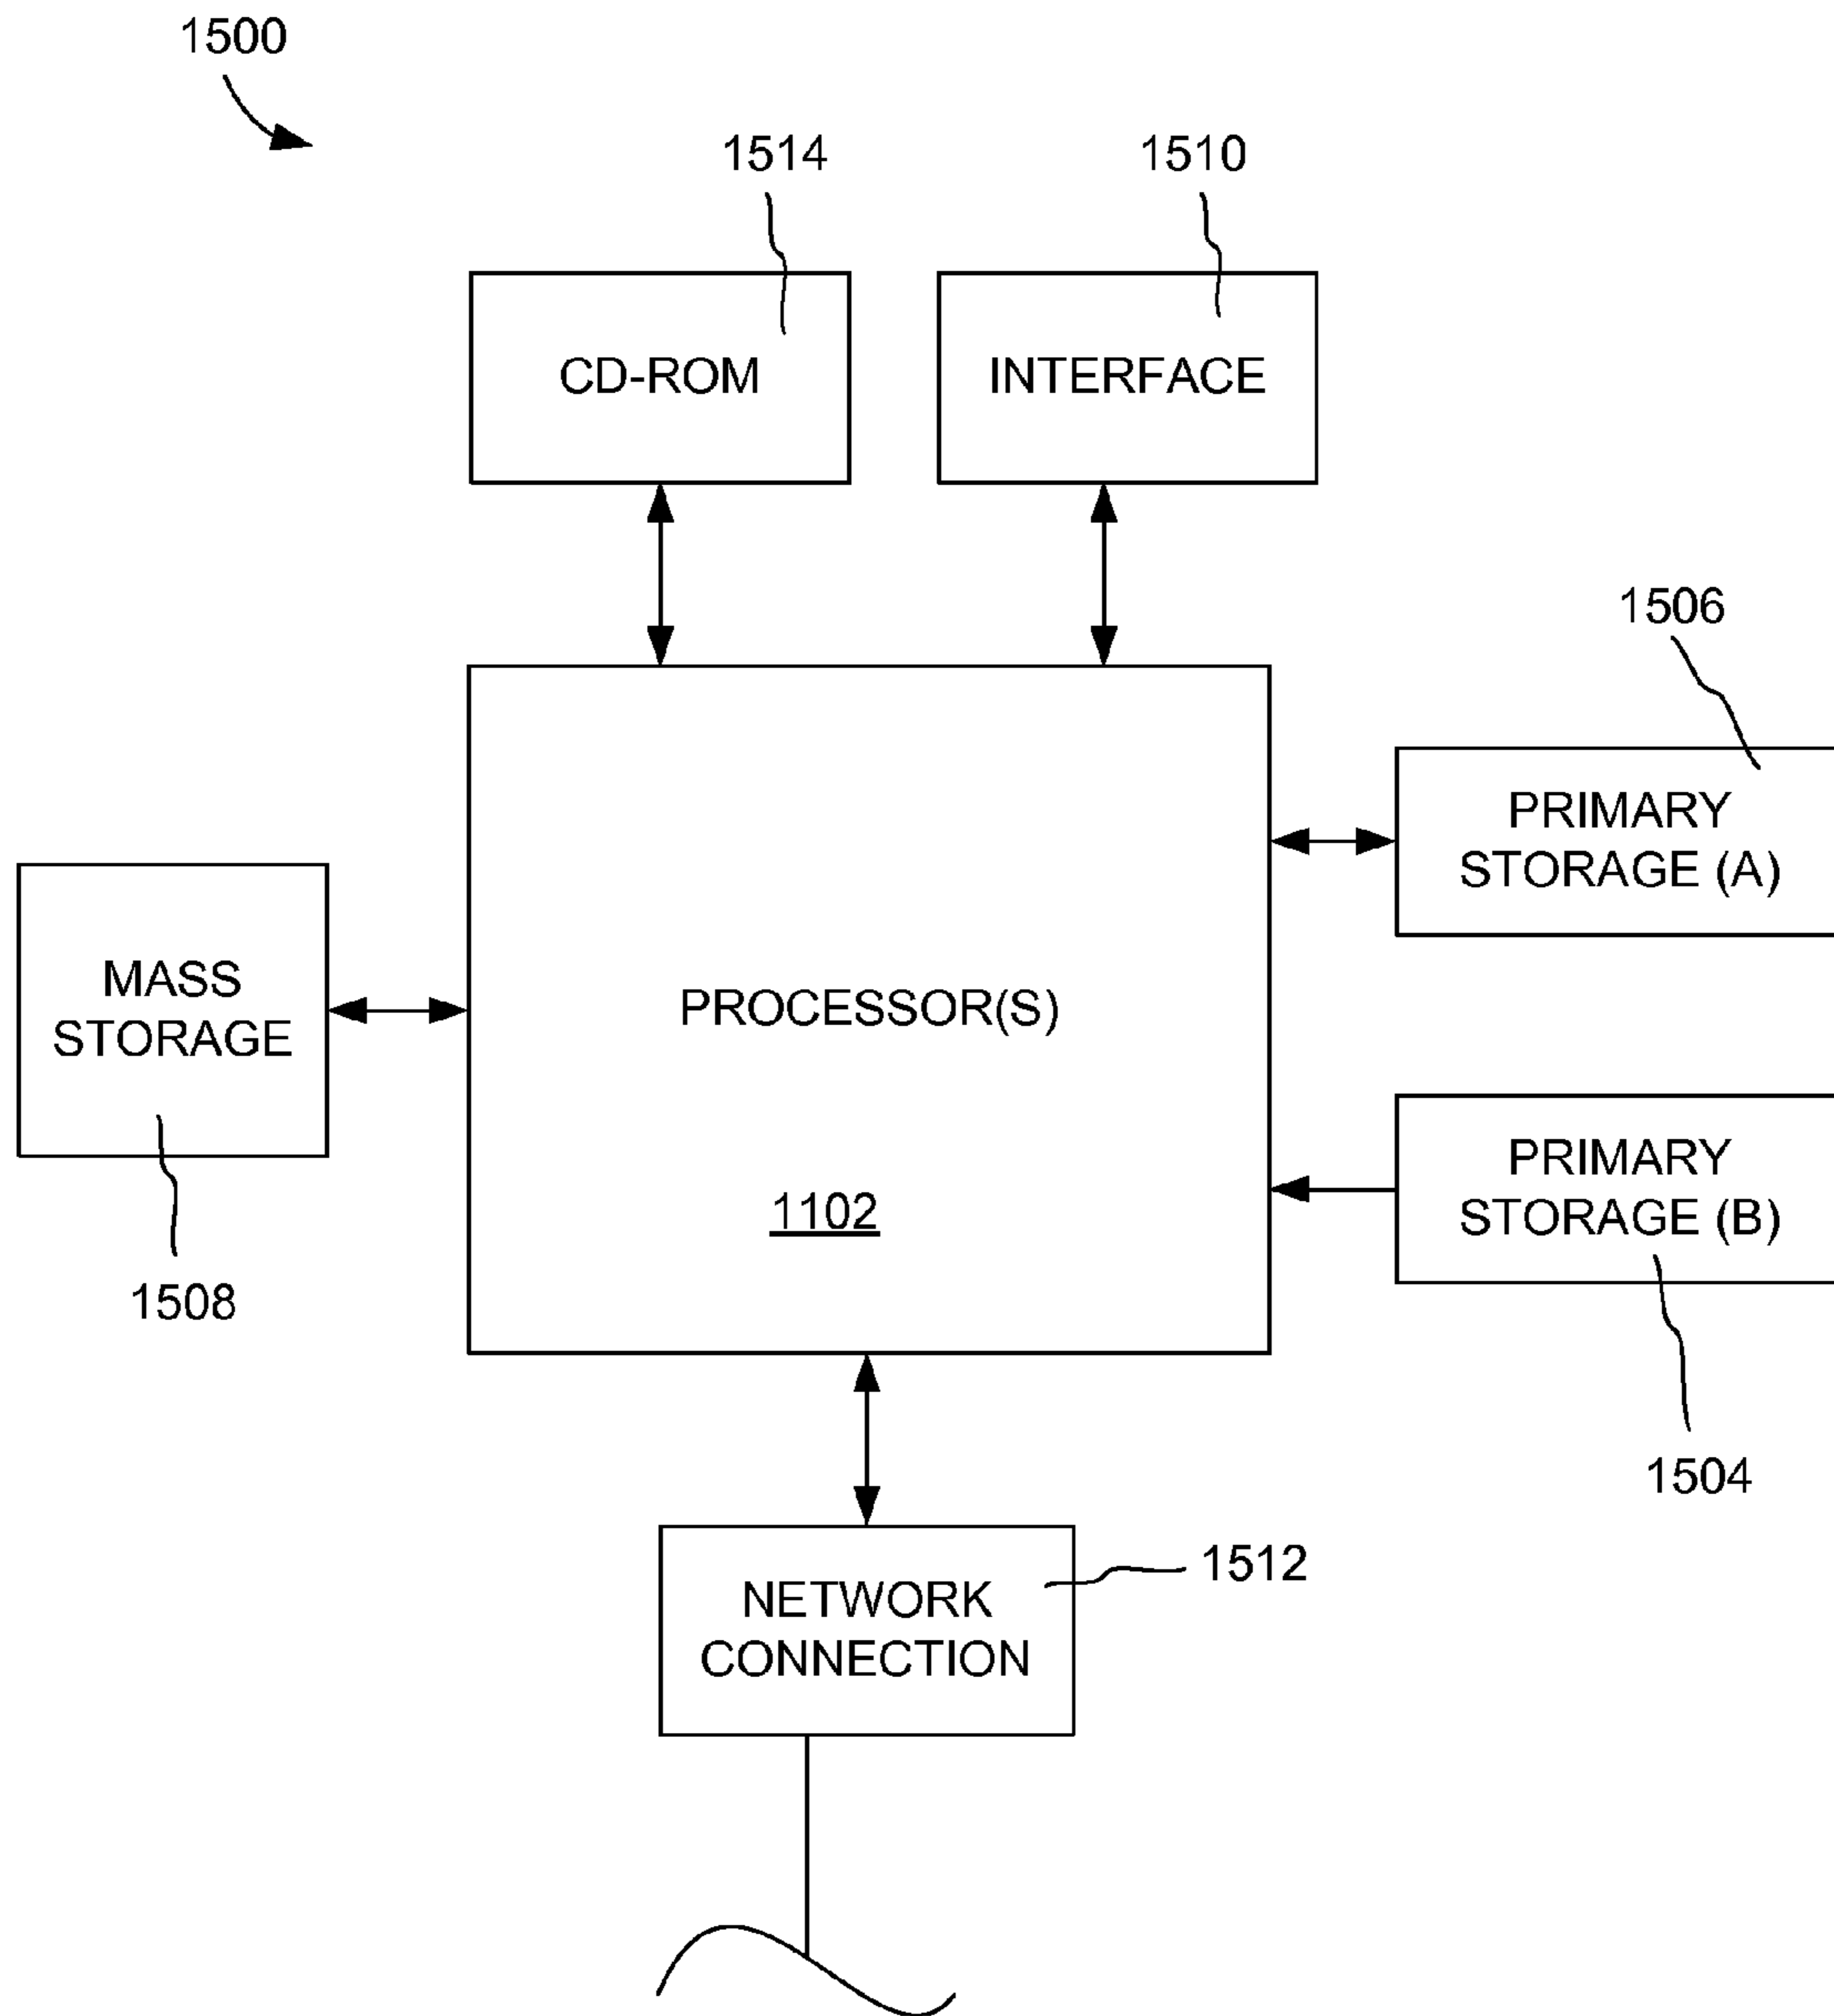 1500
1514
1510
CD-ROM
INTERFACE
1506
PRIMARY
STORAGE (A)
MASS
STORAGE
1508
PROCESSOR(S)
1102
PRIMARY
STORAGE (B)
1504
NETWORK
CONNECTION
1512